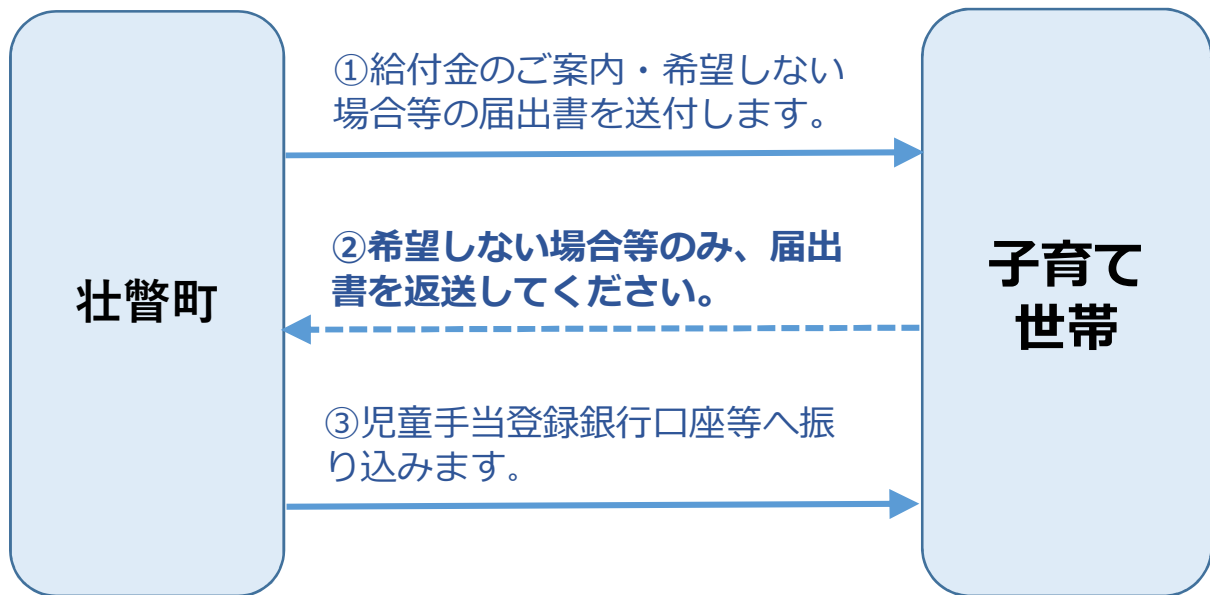 ①給付金のご案内・希望しない
場合等の届出書を送付します。
②希望しない場合等のみ、届出
書を返送してください。
壮瞥町
子育て
世帯
③児童手当登録銀行口座等へ振
り込みます。